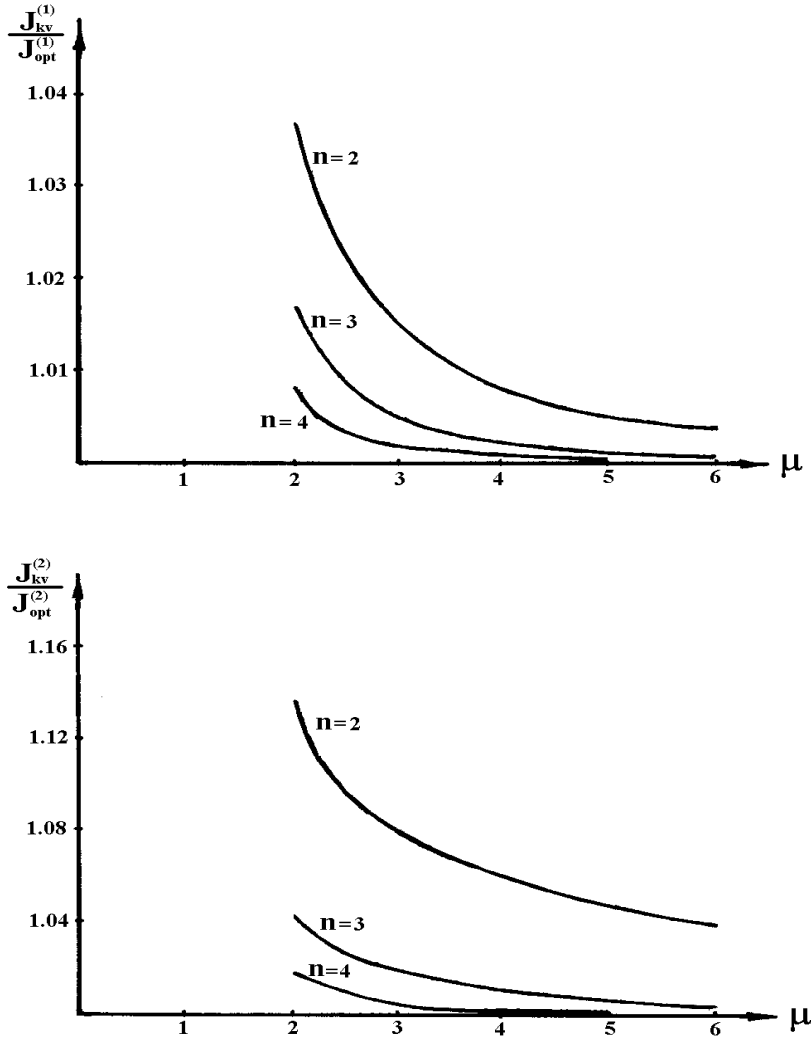 J_kv^(1)
J_opt^(1)
1.04
n=2
1.03
1.02
n=3
1.01
n=4
1 2 3 4 5 6 μ
J_kv^(2)
J_opt^(2)
1.16
n=2
1.12
1.08
1.04
n=3
n=4
1 2 3 4 5 6 μ